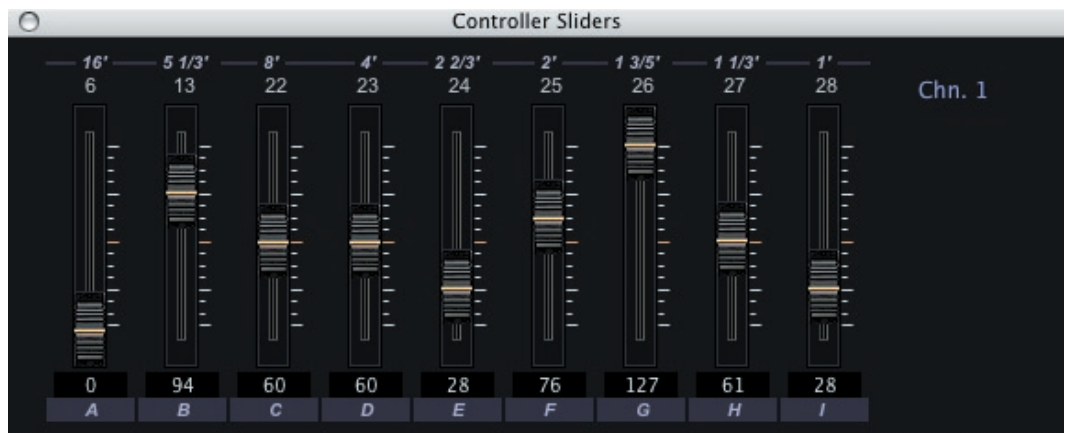 Controller Sliders
16' 5 1/3' 8' 4' 2 2/3' 2' 1 3/5' 1 1/3' 1'
6 13 22 23 24 25 26 27 28
Chn. 1
0 94 60 60 28 76 127 61 28
A B C D E F G H I